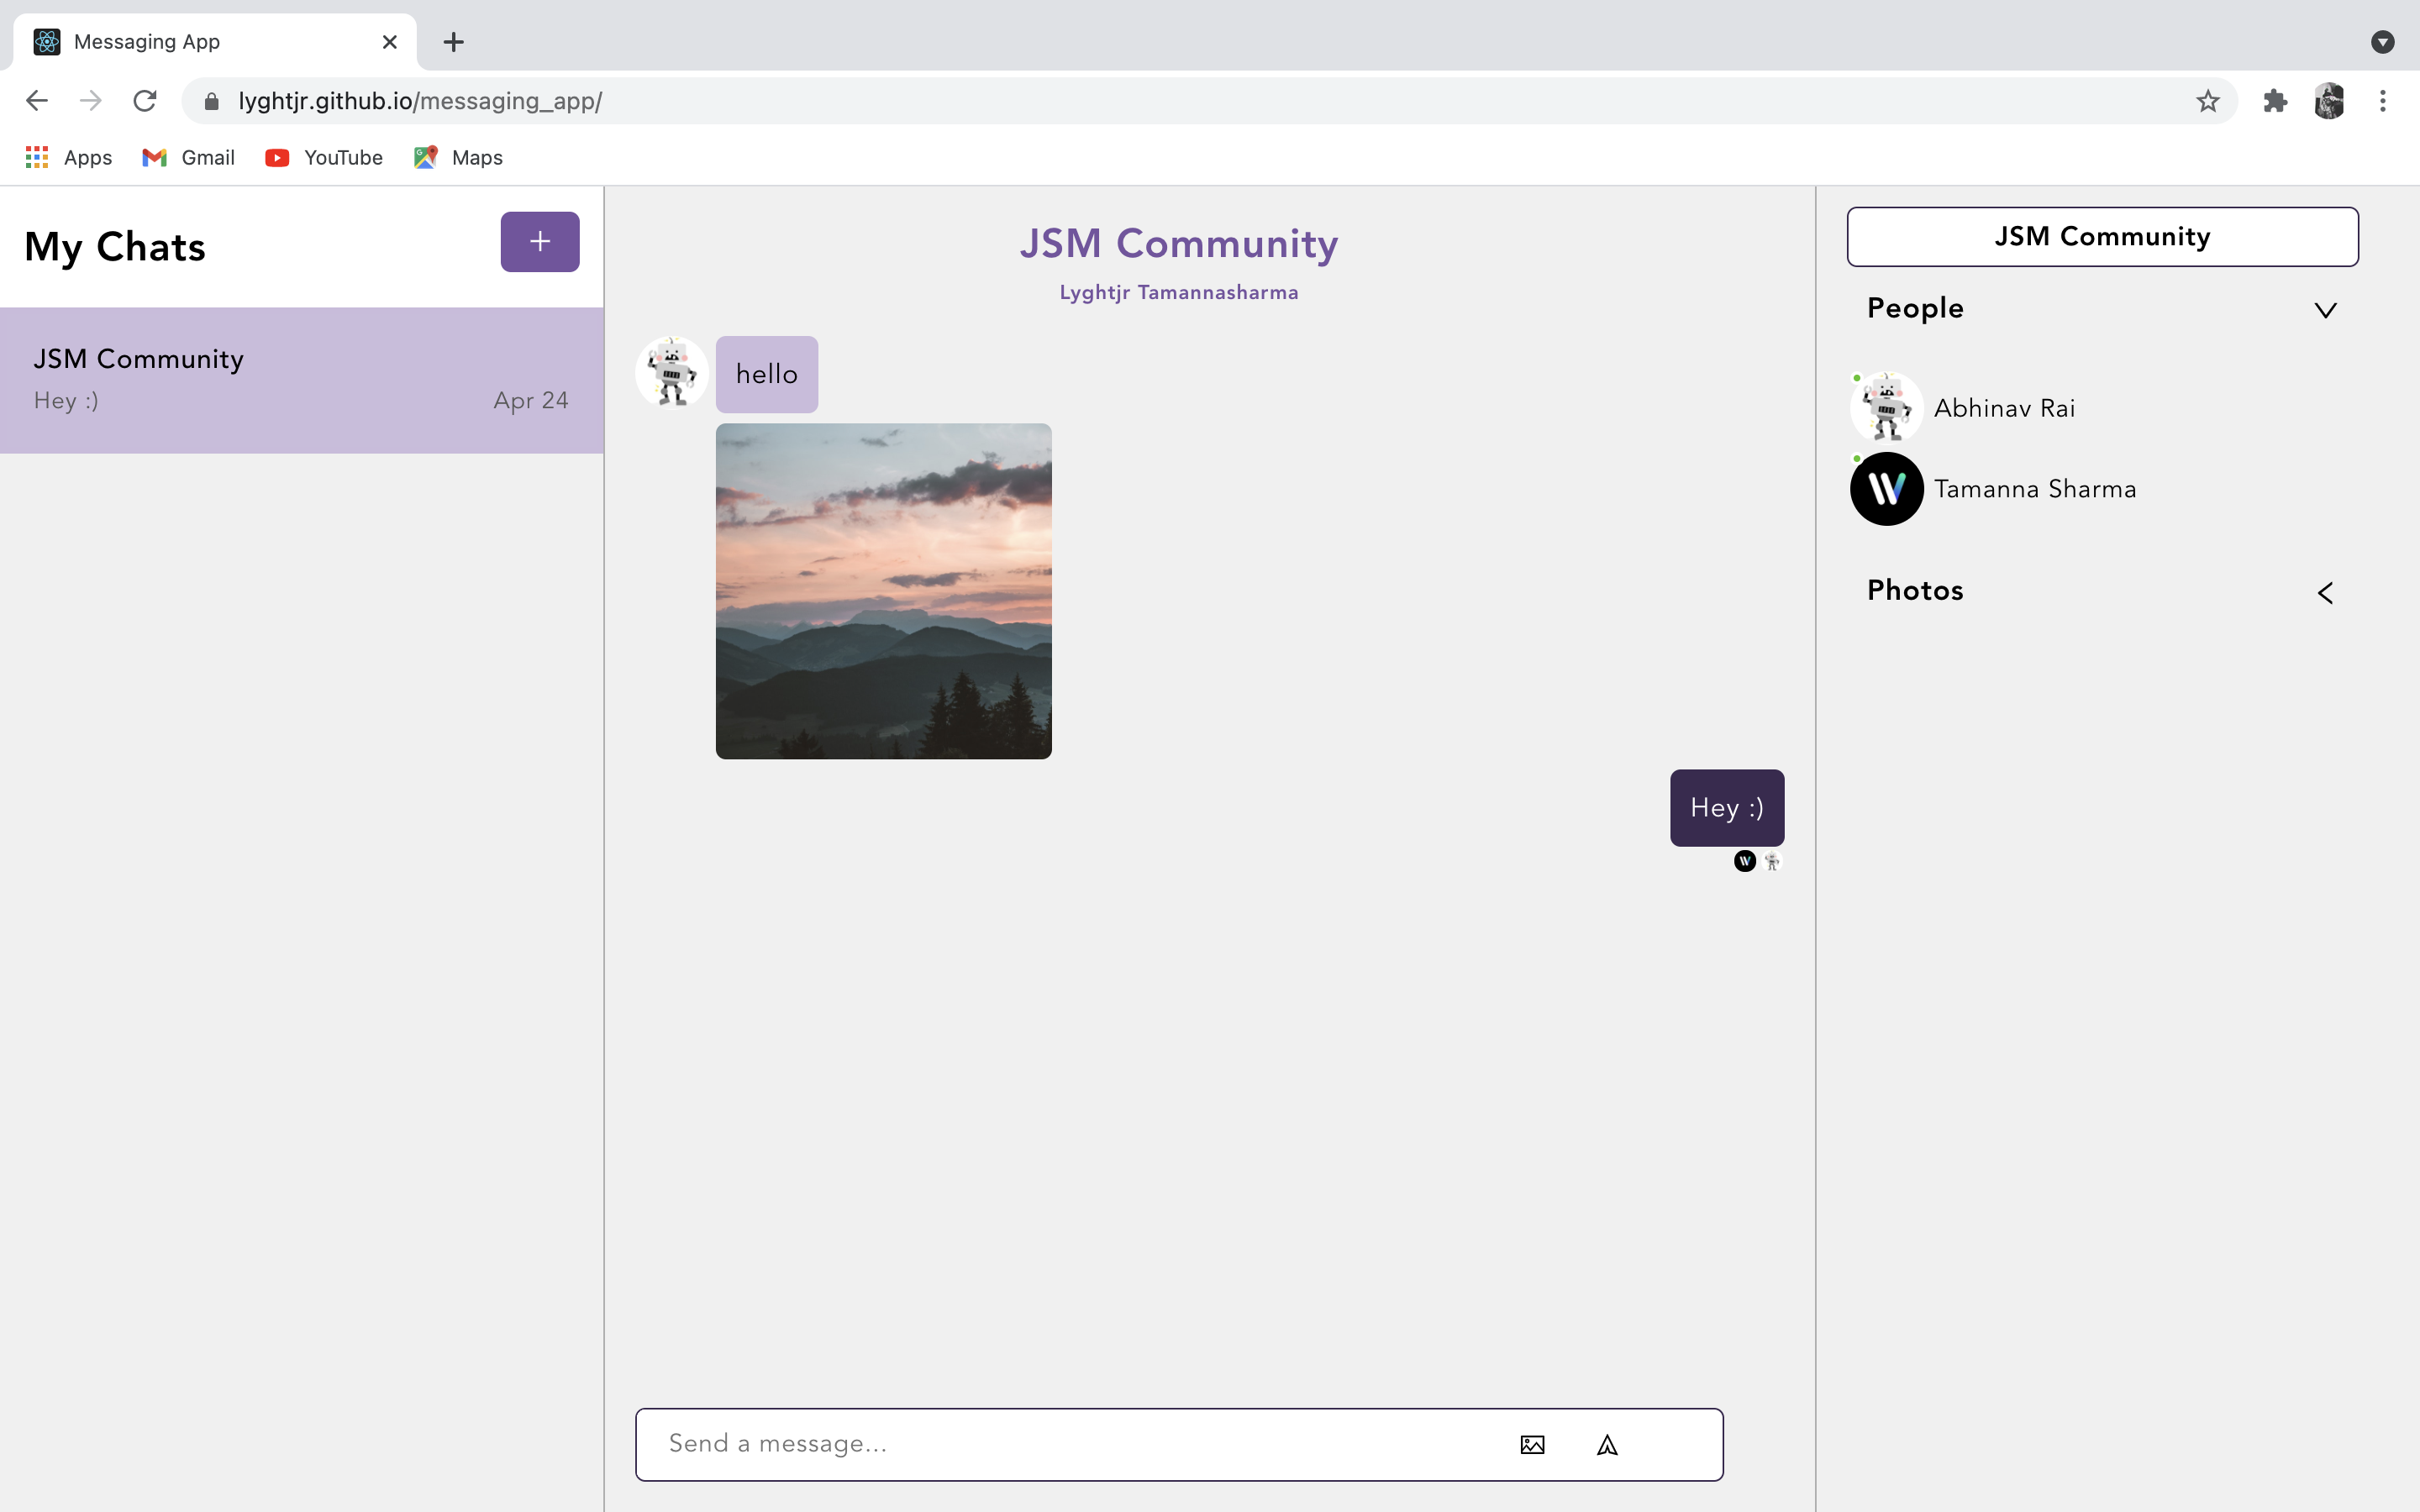 Messaging App
lyghtjr.github.io/messaging_app/
Apps Gmail YouTube Maps
My Chats
+
JSM Community
Hey :) Apr 24
JSM Community
Lyghtjr Tamannasharma
hello
Hey :)
Send a message...
JSM Community
People
Abhinav Rai
Tamanna Sharma
Photos